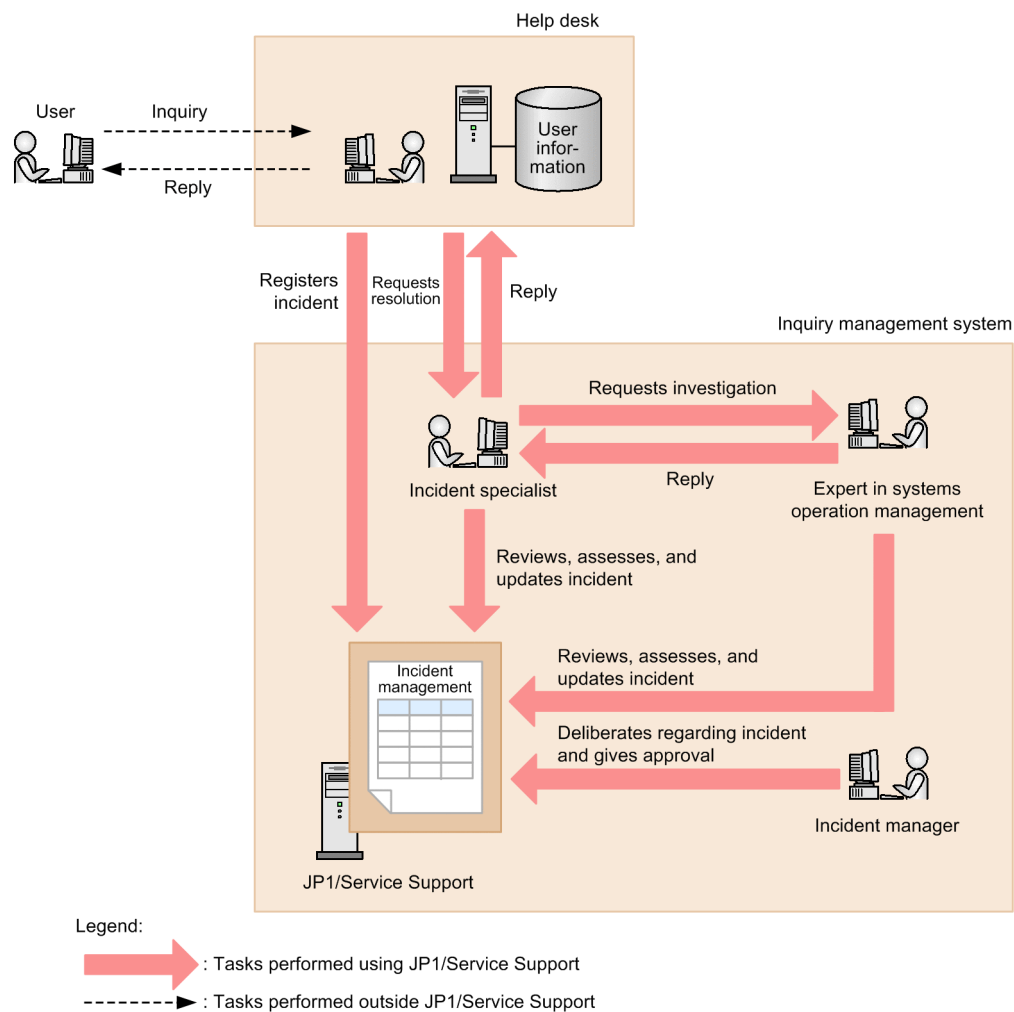 Help desk
User
Inquiry
Reply
User
infor-
mation
Registers
incident
Requests
resolution
Reply
Inquiry management system
Requests investigation
Reply
Incident specialist
Expert in systems
operation management
Reviews, assesses, and
updates incident
Incident
management
Reviews, assesses, and
updates incident
Deliberates regarding incident
and gives approval
Incident manager
JP1/Service Support
Legend:
: Tasks performed using JP1/Service Support
: Tasks performed outside JP1/Service Support